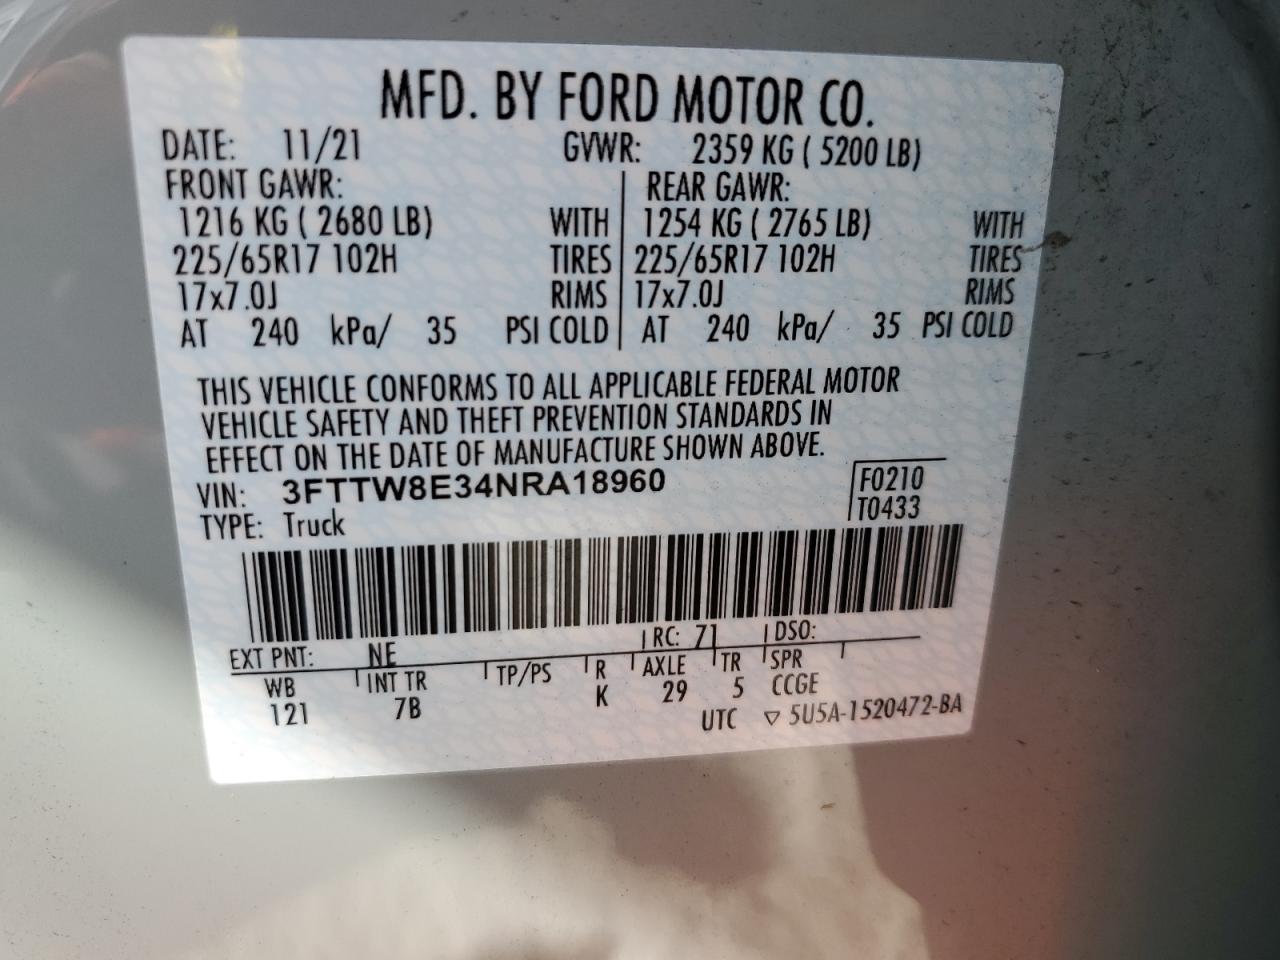 MFD. BY FORD MOTOR CO.
DATE: 11/21 GVWR: 2359 KG ( 5200 LB)
FRONT GAWR: REAR GAWR:
1216 KG ( 2680 LB) WITH 1254 KG ( 2765 LB) WITH
225/65R17 102H TIRES 225/65R17 102H TIRES
17x7.0J RIMS 17x7.0J RIMS
AT 240 kPa/ 35 PSI COLD AT 240 kPa/ 35 PSI COLD
THIS VEHICLE CONFORMS TO ALL APPLICABLE FEDERAL MOTOR
VEHICLE SAFETY AND THEFT PREVENTION STANDARDS IN
EFFECT ON THE DATE OF MANUFACTURE SHOWN ABOVE.
VIN: 3FTTW8E34NRA18960 F0210
TYPE: Truck T0433
EXT PNT: NE RC: 71 DSO:
WB INT TR TP/PS R AXLE TR SPR
121 7B K 29 5 CCGE
UTC ▽ 5U5A-1520472-BA